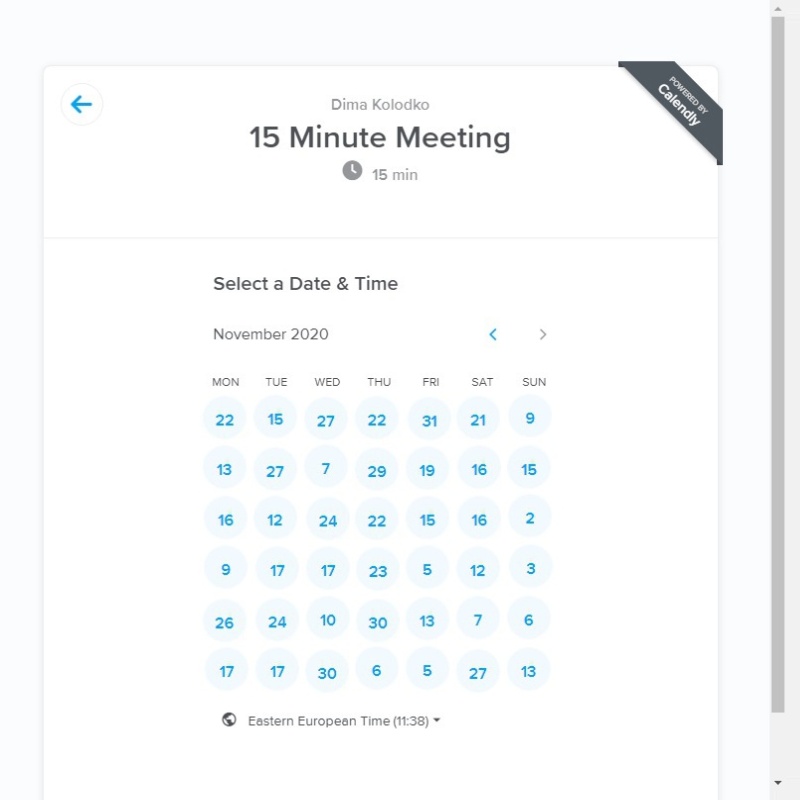 POWERED BY
Calendly
Dima Kolodko
15 Minute Meeting
15 min
Select a Date & Time
November 2020
MON TUE WED THU FRI SAT SUN
22 15 27 22 31 21 9
13 27 7 29 19 16 15
16 12 24 22 15 16 2
9 17 17 23 5 12 3
26 24 10 30 13 7 6
17 17 30 6 5 27 13
Eastern European Time (11:38)